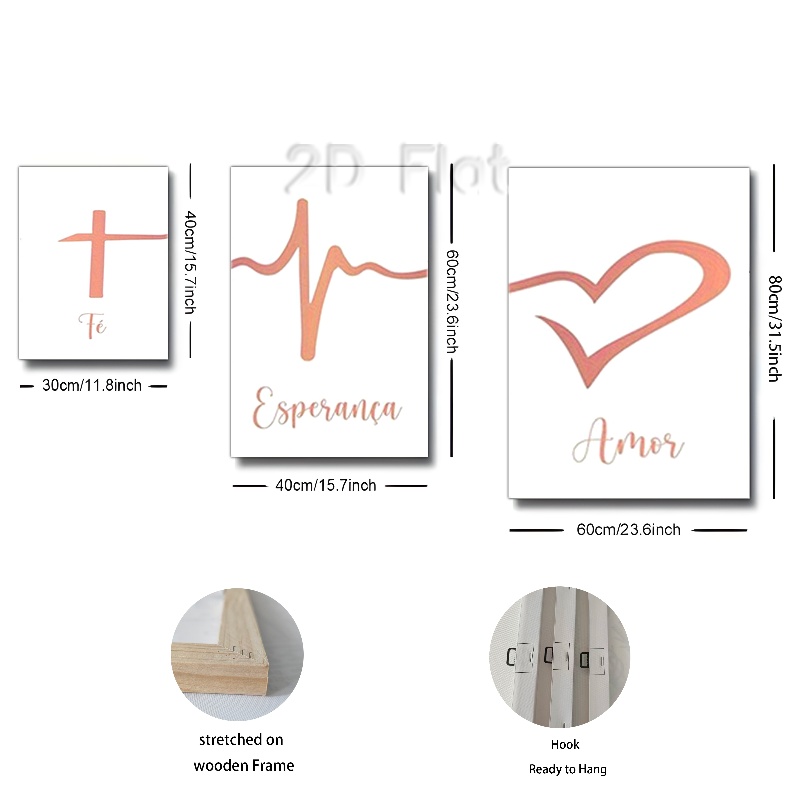 2D Flat
40cm/15.7inch
60cm/23.6inch
80cm/31.5inch
Fé
Esperança
Amor
30cm/11.8inch
40cm/15.7inch
60cm/23.6inch
stretched on
wooden Frame
Hook
Ready to Hang